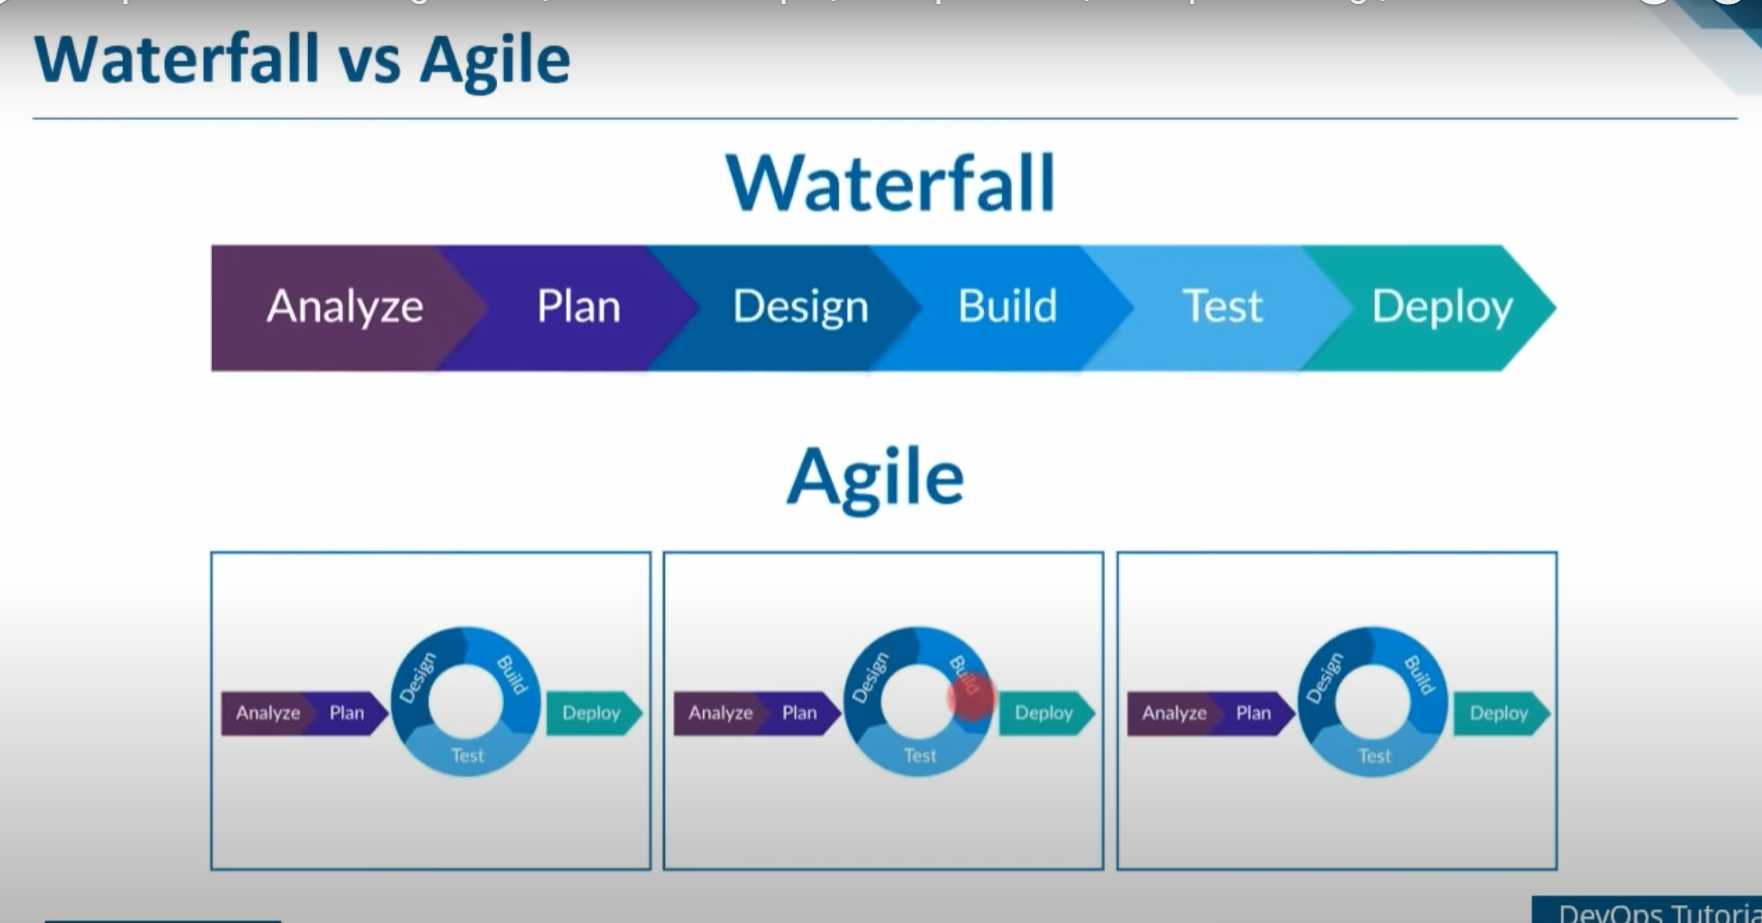 Waterfall vs Agile
Waterfall
Analyze Plan Design Build Test Deploy
Agile
Analyze Plan Design Build Test Deploy
Analyze Plan Design Build Test Deploy
Analyze Plan Design Build Test Deploy
DevOps